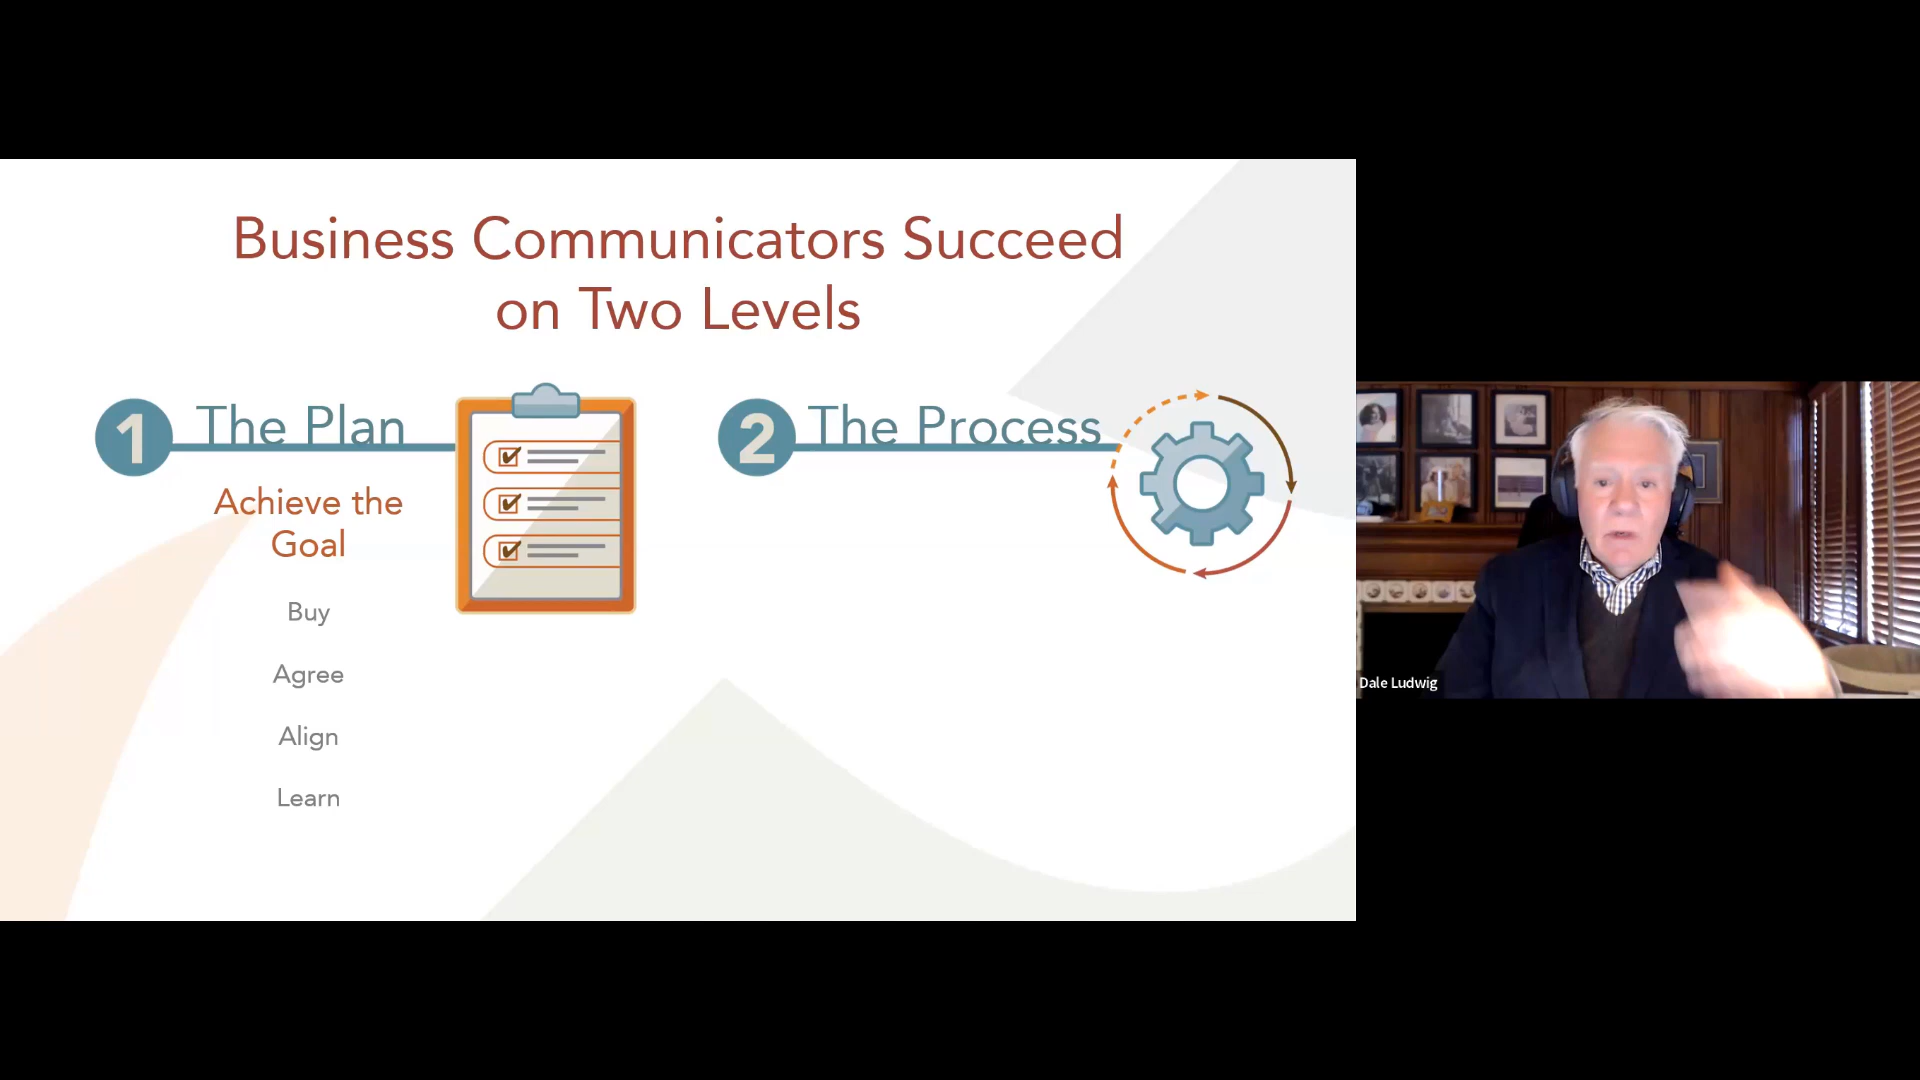 Business Communicators Succeed
on Two Levels
1 The Plan
Achieve the
Goal
Buy
Agree
Align
Learn
2 The Process
Dale Ludwig